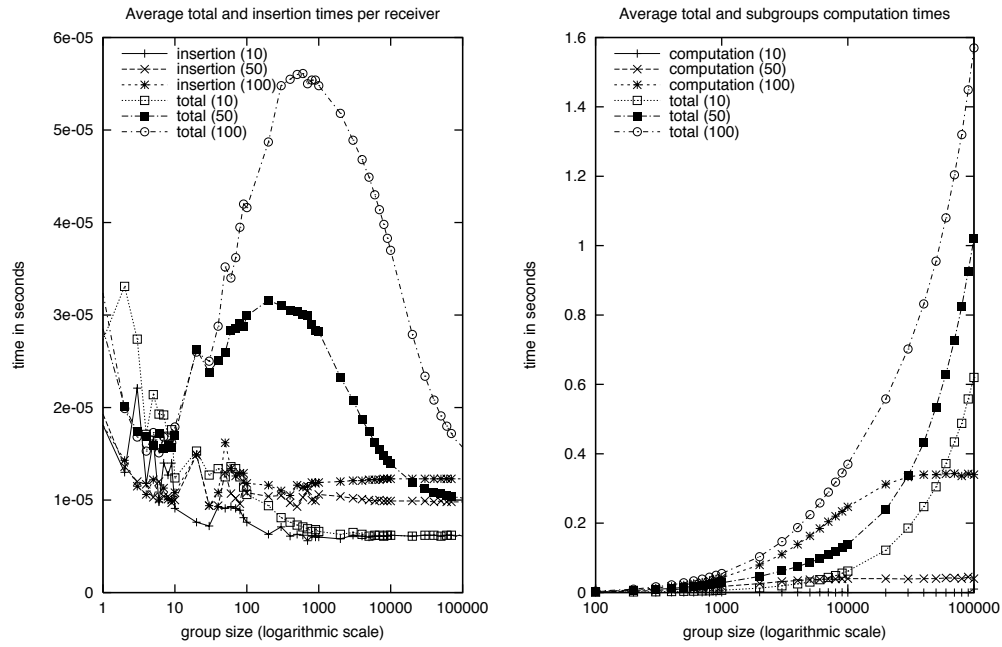 Average total and insertion times per receiver
6e-05
5e-05
4e-05
3e-05
2e-05
1e-05
0
time in seconds
insertion (10)
insertion (50)
insertion (100)
total (10)
total (50)
total (100)
1
10
100
1000
10000
100000
group size (logarithmic scale)
Average total and subgroups computation times
1.6
1.4
1.2
1
0.8
0.6
0.4
0.2
0
time in seconds
computation (10)
computation (50)
computation (100)
total (10)
total (50)
total (100)
100
1000
10000
100000
group size (logarithmic scale)